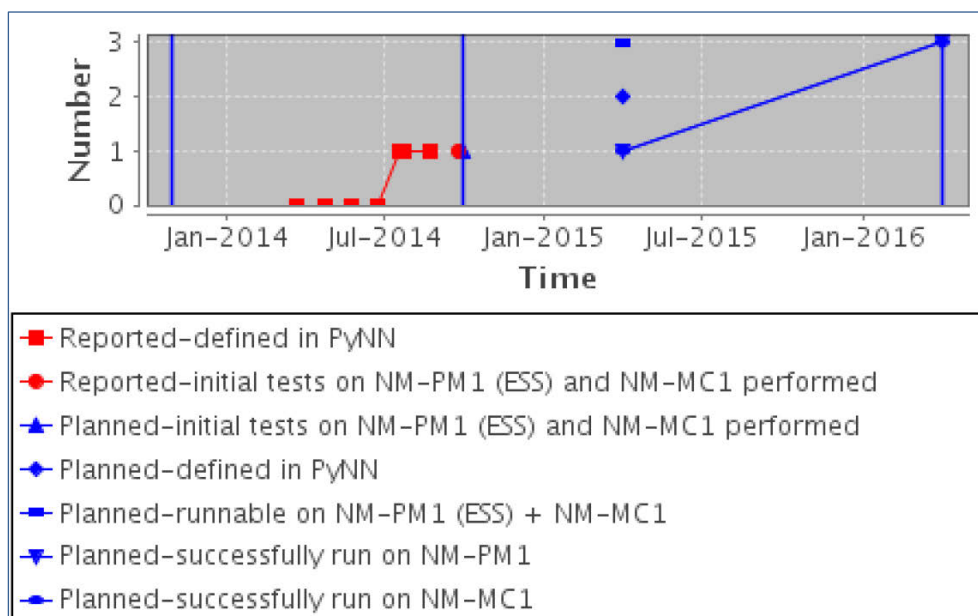 3
2
1
0
Number
Jan-2014
Jul-2014
Jan-2015
Jul-2015
Jan-2016
Time
Reported-defined in PyNN
Reported-initial tests on NM-PM1 (ESS) and NM-MC1 performed
Planned-initial tests on NM-PM1 (ESS) and NM-MC1 performed
Planned-defined in PyNN
Planned-runnable on NM-PM1 (ESS) + NM-MC1
Planned-successfully run on NM-PM1
Planned-successfully run on NM-MC1